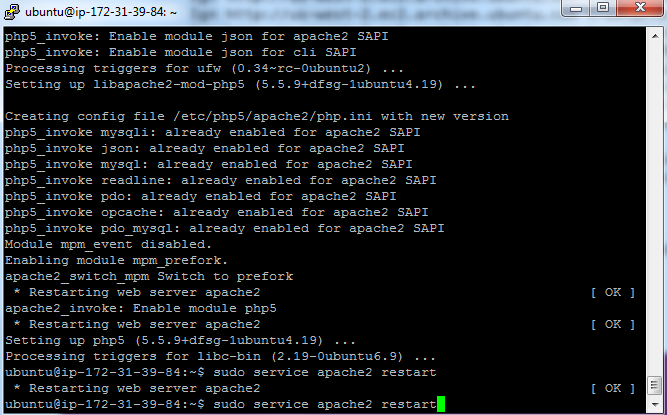 ubuntu@ip-172-31-39-84: ~
php5_invoke: Enable module json for apache2 SAPI
php5_invoke: Enable module json for cli SAPI
Processing triggers for ufw (0.34~rc-0ubuntu2) ...
Setting up libapache2-mod-php5 (5.5.9+dfsg-1ubuntu4.19) ...
Creating config file /etc/php5/apache2/php.ini with new version
php5_invoke mysqli: already enabled for apache2 SAPI
php5_invoke json: already enabled for apache2 SAPI
php5_invoke mysql: already enabled for apache2 SAPI
php5_invoke readline: already enabled for apache2 SAPI
php5_invoke pdo: already enabled for apache2 SAPI
php5_invoke opcache: already enabled for apache2 SAPI
php5_invoke pdo_mysql: already enabled for apache2 SAPI
Module mpm_event disabled.
Enabling module mpm_prefork.
apache2_switch_mpm Switch to prefork
 * Restarting web server apache2 [ OK ]
apache2_invoke: Enable module php5
 * Restarting web server apache2 [ OK ]
Setting up php5 (5.5.9+dfsg-1ubuntu4.19) ...
Processing triggers for libc-bin (2.19-0ubuntu6.9) ...
ubuntu@ip-172-31-39-84:~$ sudo service apache2 restart
 * Restarting web server apache2 [ OK ]
ubuntu@ip-172-31-39-84:~$ sudo service apache2 restart